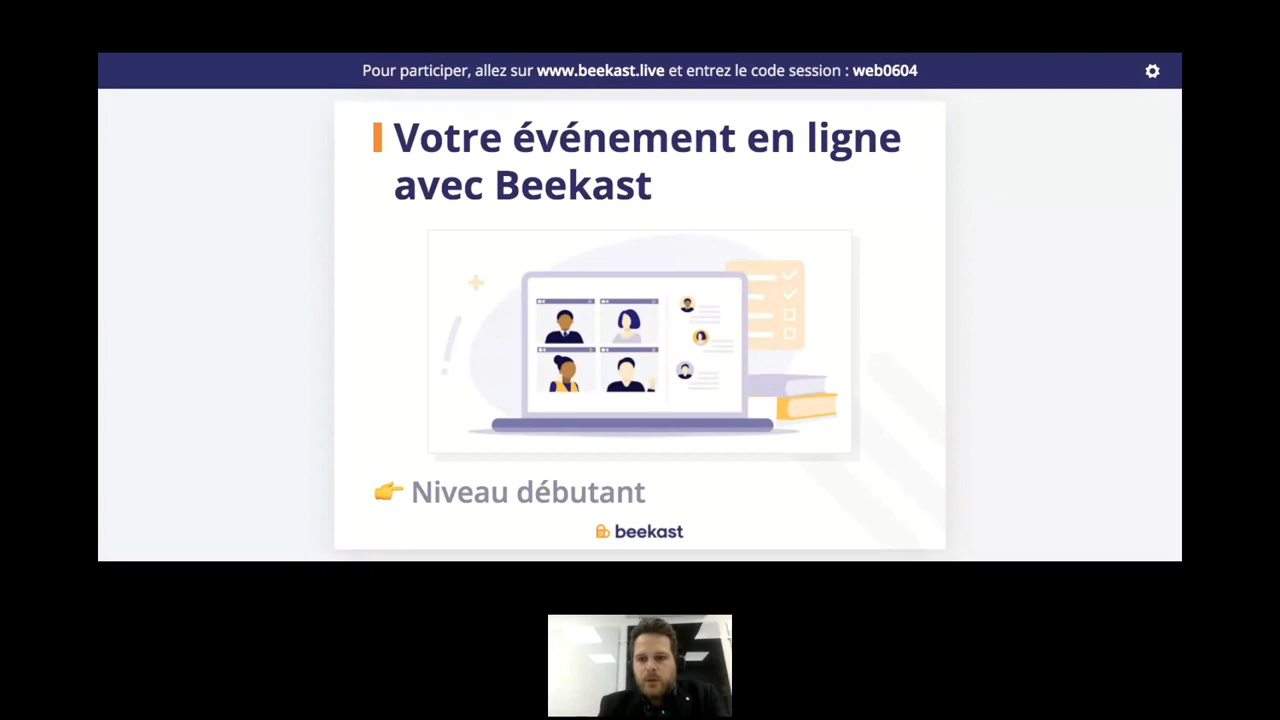 Pour participer, allez sur www.beekast.live et entrez le code session : web0604
Votre événement en ligne
avec Beekast
👉 Niveau débutant
beekast